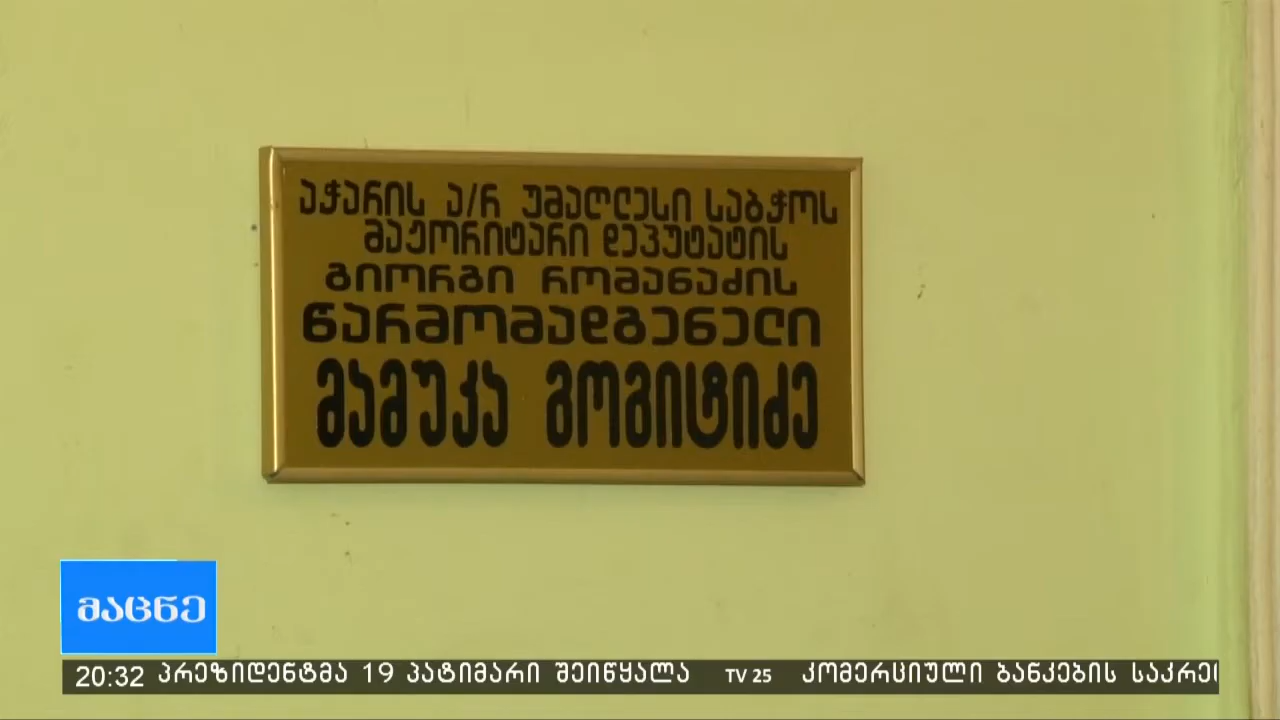 აჭარის ა/რ უმაღლესი საბჭოს
მაჟორიტარი დეპუტატის
გიორგი რომანაძის
წარმომადგენელი
მამუკა გოგიტიძე
მაცნე
20:32 პრეზიდენტმა 19 პატიმარი შეიწყალა TV 25 კომერციული ბანკების საკრე